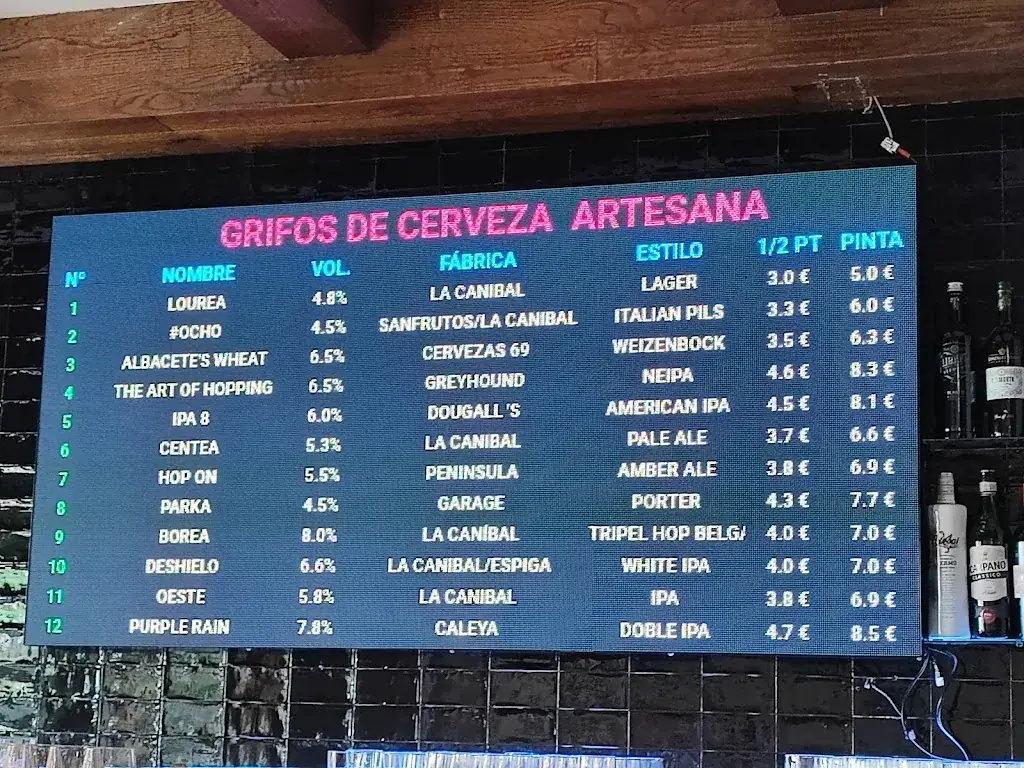 GRIFOS DE CERVEZA ARTESANA
Nº NOMBRE VOL. FÁBRICA ESTILO 1/2 PT PINTA
1 LOUREA 4.8% LA CANIBAL LAGER 3.0 € 5.0 €
2 #OCHO 4.5% SANFRUTOS/LA CANIBAL ITALIAN PILS 3.3 € 6.0 €
3 ALBACETE'S WHEAT 6.5% CERVEZAS 69 WEIZENBOCK 3.5 € 6.3 €
4 THE ART OF HOPPING 6.5% GREYHOUND NEIPA 4.6 € 8.3 €
5 IPA 8 6.0% DOUGALL'S AMERICAN IPA 4.5 € 8.1 €
6 CENTEA 5.3% LA CANIBAL PALE ALE 3.7 € 6.6 €
7 HOP ON 5.5% PENINSULA AMBER ALE 3.8 € 6.9 €
8 PARKA 4.5% GARAGE PORTER 4.3 € 7.7 €
9 BOREA 8.0% LA CANÍBAL TRIPEL HOP BELG/ 4.0 € 7.0 €
10 DESHIELO 6.6% LA CANIBAL/ESPIGA WHITE IPA 4.0 € 7.0 €
11 OESTE 5.8% LA CANIBAL IPA 3.8 € 6.9 €
12 PURPLE RAIN 7.8% CALEYA DOBLE IPA 4.7 € 8.5 €
CLASSICO